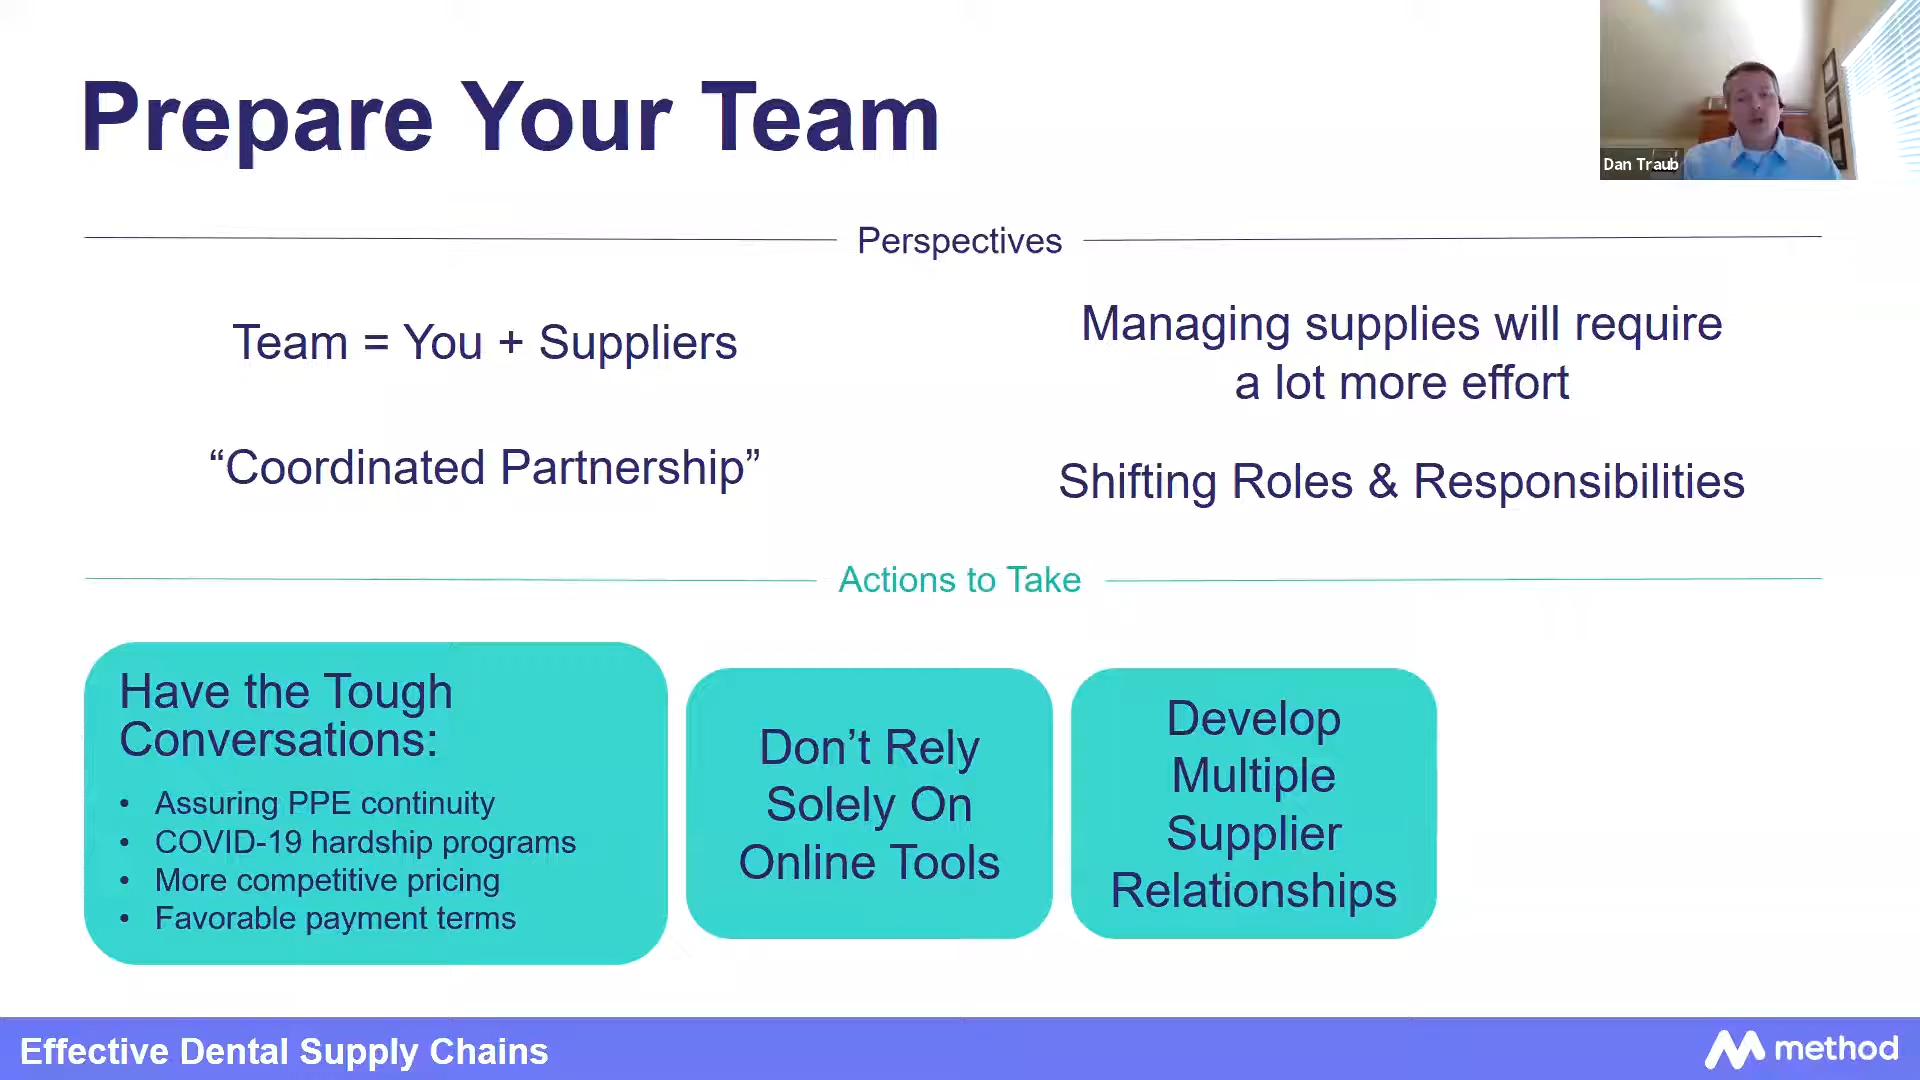 Prepare Your Team
Dan Traub
Perspectives
Team = You + Suppliers
“Coordinated Partnership”
Managing supplies will require
a lot more effort
Shifting Roles & Responsibilities
Actions to Take
Have the Tough
Conversations:
• Assuring PPE continuity
• COVID-19 hardship programs
• More competitive pricing
• Favorable payment terms
Don’t Rely
Solely On
Online Tools
Develop
Multiple
Supplier
Relationships
Effective Dental Supply Chains
method